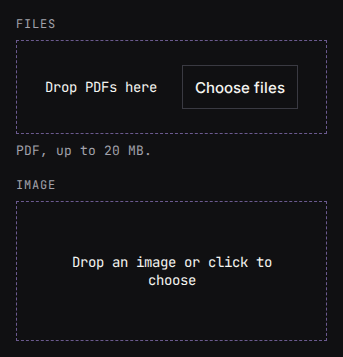 FILES
Drop PDFs here
Choose files
PDF, up to 20 MB.
IMAGE
Drop an image or click to
choose